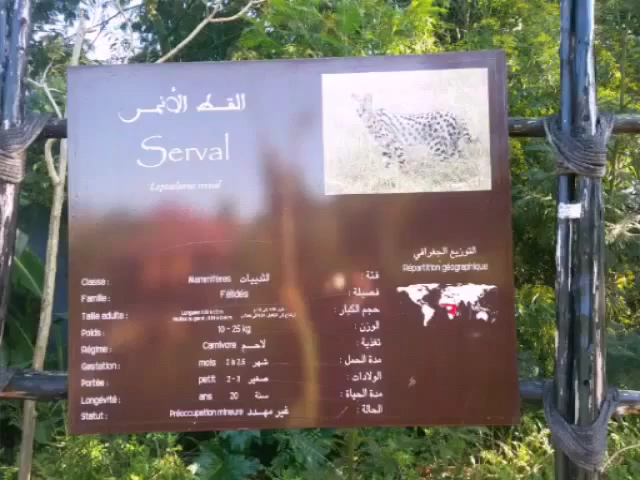 القط الأنمر
Serval
Leptailurus serval
التوزيع الجغرافي
Répartition géographique
Classe : Mammifères الثدييات فئة :
Famille : Félidés فصيلة :
Taille adulte : حجم الكبار :
Poids : 10 - 25 kg الوزن :
Régime : Carnivore لاحم تغذية :
Gestation : mois 2 à 2.5 شهر مدة الحمل :
Portée : petit 2 - 3 صغير الولادات :
Longévité : ans 20 سنة مدة الحياة :
Statut : Préoccupation mineure غير مهدد الحالة :